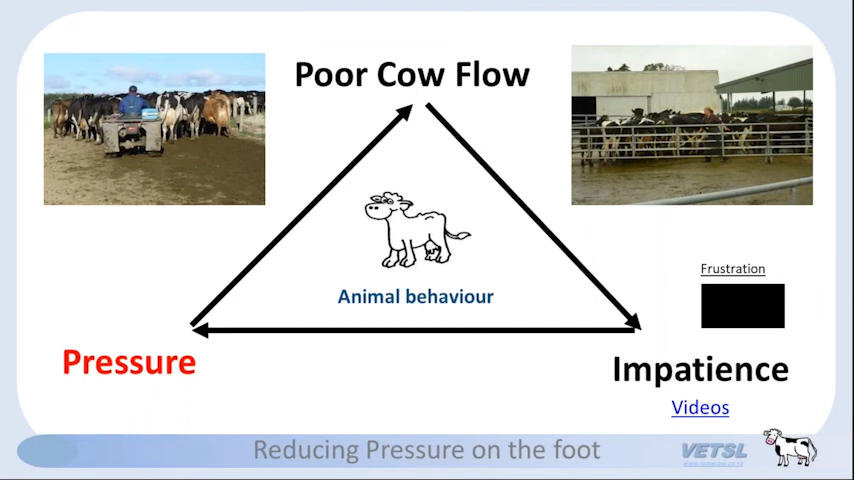 Poor Cow Flow
Frustration
Animal behaviour
Pressure
Impatience
Videos
Reducing Pressure on the foot
VETSL